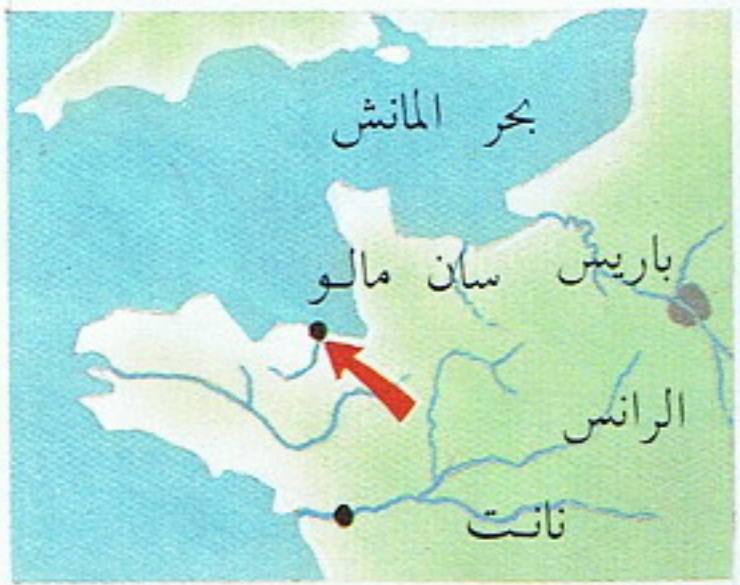 بحر المانش
باريس
سان مالو
الرانس
نانت